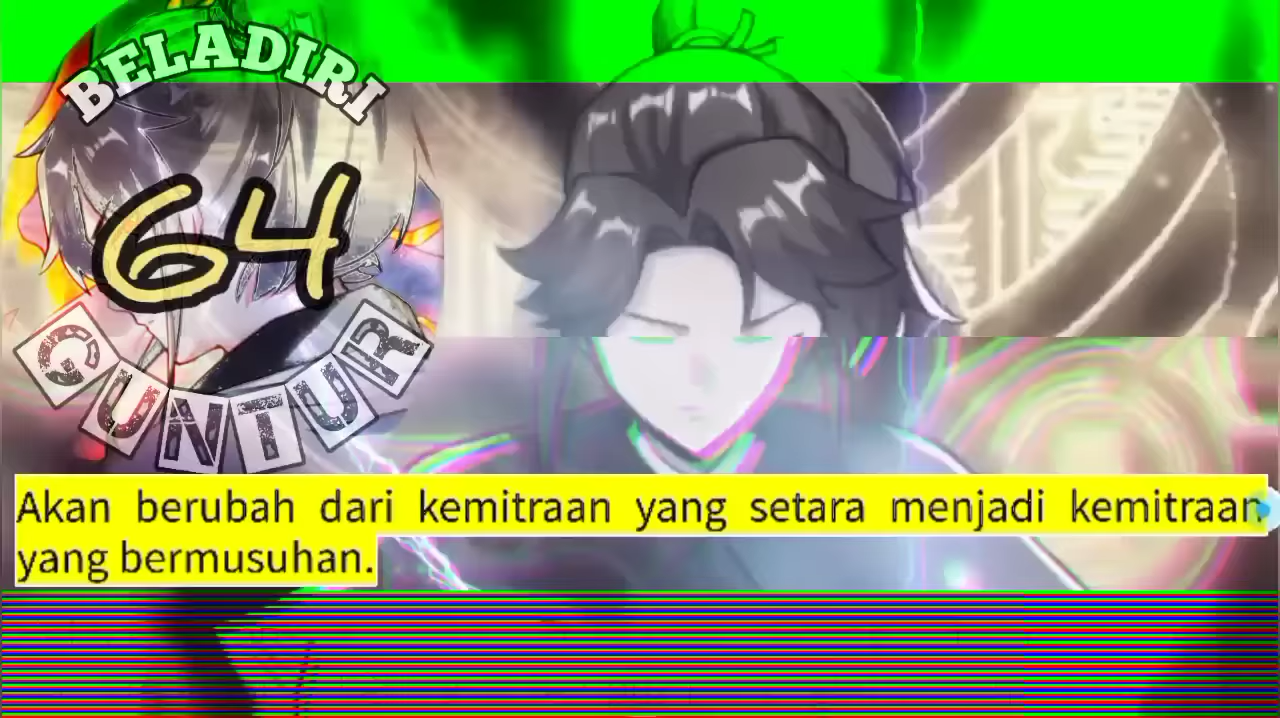 BELADIRI
64
GUNTUR
Akan berubah dari kemitraan yang setara menjadi kemitraan
yang bermusuhan.